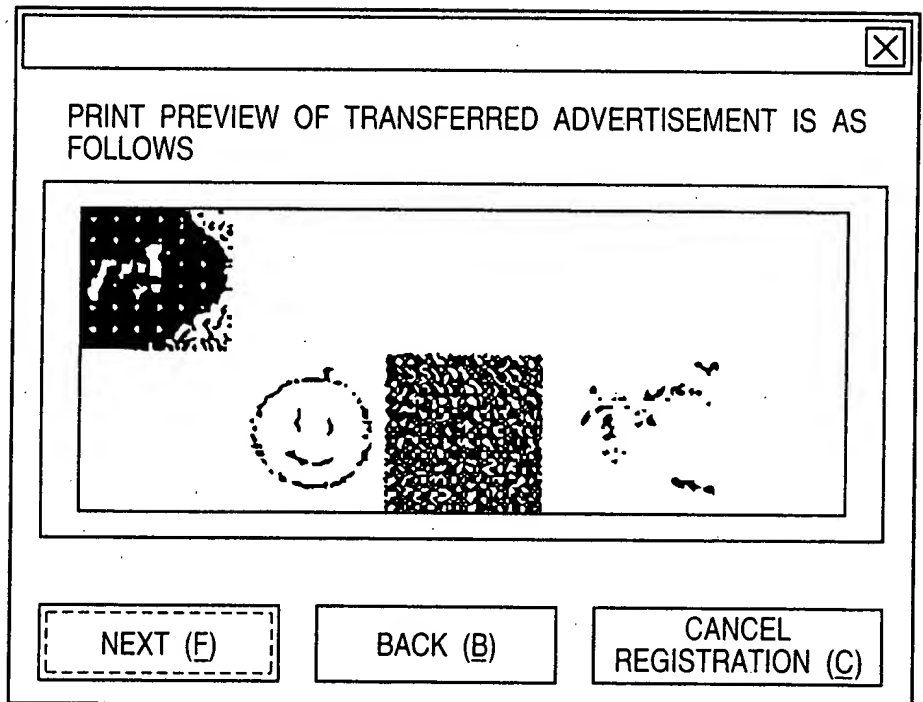 PRINT PREVIEW OF TRANSFERRED ADVERTISEMENT IS AS
FOLLOWS
NEXT (F)
BACK (B)
CANCEL
REGISTRATION (C)